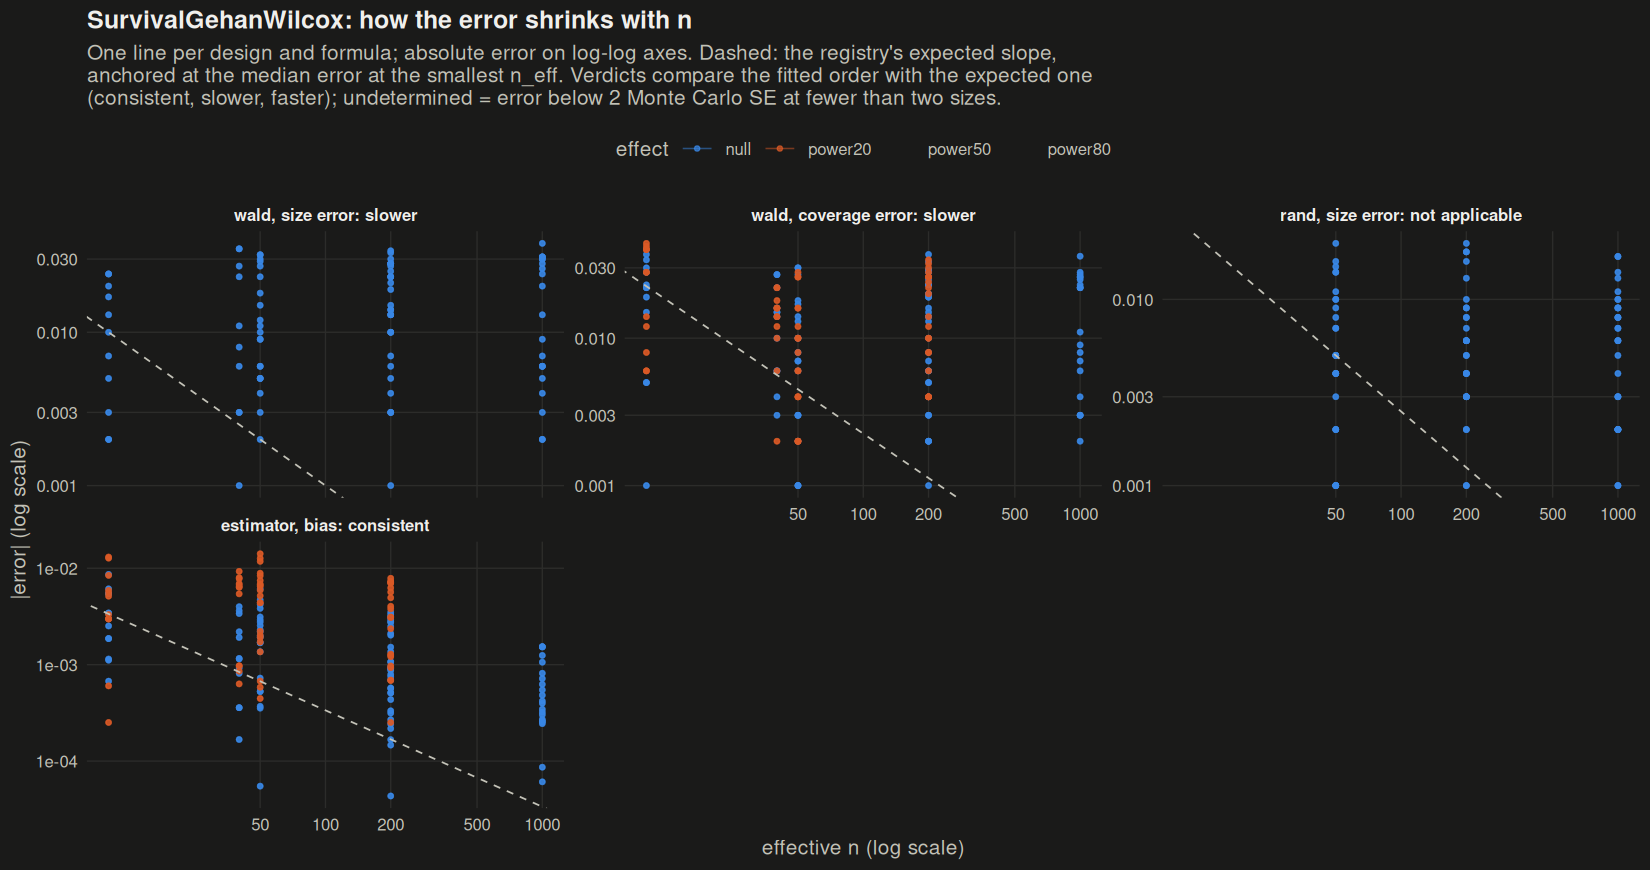 SurvivalGehanWilcox: how the error shrinks with n
One line per design and formula; absolute error on log-log axes. Dashed: the registry's expected slope,
anchored at the median error at the smallest n_eff. Verdicts compare the fitted order with the expected one
(consistent, slower, faster); undetermined = error below 2 Monte Carlo SE at fewer than two sizes.
effect null power20 power50 power80
wald, size error: slower
0.030
0.010
0.003
0.001
wald, coverage error: slower
0.030
0.010
0.003
0.001
50 100 200 500 1000
rand, size error: not applicable
0.010
0.003
0.001
50 100 200 500 1000
estimator, bias: consistent
1e-02
1e-03
1e-04
50 100 200 500 1000
|error| (log scale)
effective n (log scale)